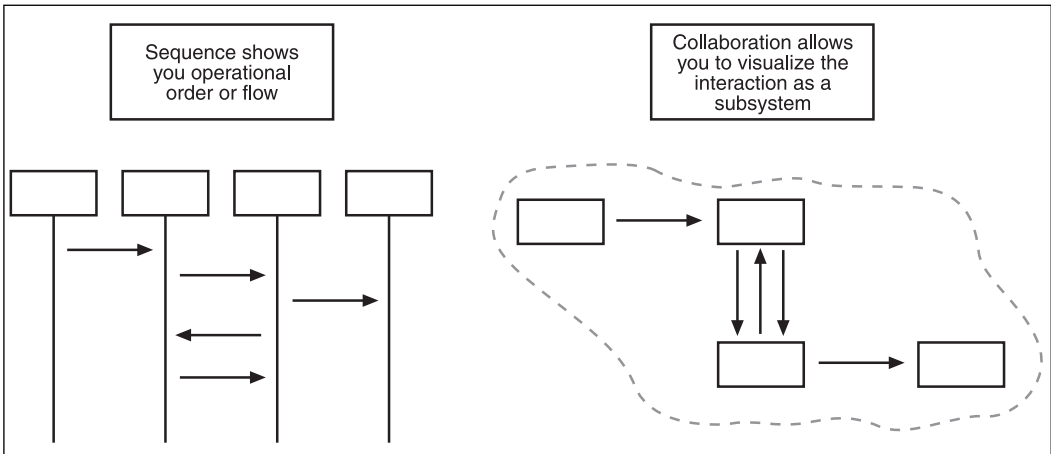 Sequence shows
you operational
order or flow
Collaboration allows
you to visualize the
interaction as a
subsystem